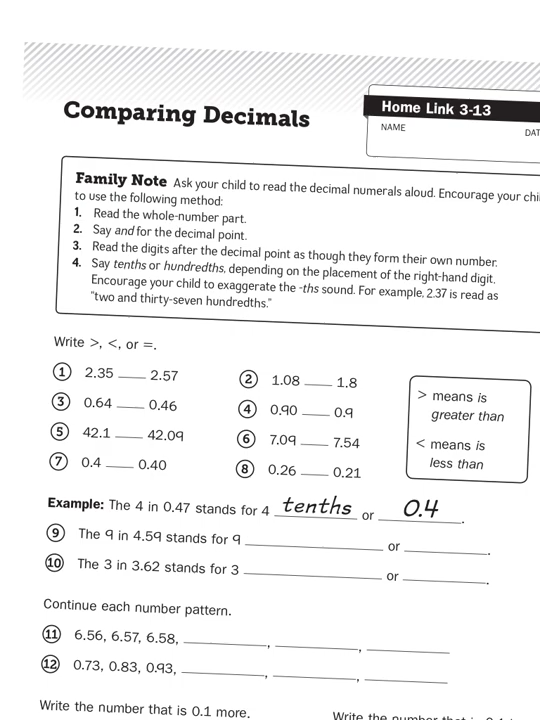 Comparing Decimals
Home Link 3-13
NAME
Family Note Ask your child to read the decimal numerals aloud. Encourage your
to use the following method:
1. Read the whole-number part.
2. Say and for the decimal point.
3. Read the digits after the decimal point as though they form their own number.
4. Say tenths or hundredths, depending on the placement of the right-hand digit.
Encourage your child to exaggerate the -ths sound. For example, 2.37 is read as
"two and thirty-seven hundredths."
Write >, <, or =.
1 2.35 ____ 2.57 2 1.08 ____ 1.8
3 0.64 ____ 0.46 4 0.90 ____ 0.9
5 42.1 ____ 42.09 6 7.09 ____ 7.54
7 0.4 ____ 0.40 8 0.26 ____ 0.21
> means is
greater than
< means is
less than
Example: The 4 in 0.47 stands for 4 tenths or 0.4.
9 The 9 in 4.59 stands for 9 ____ or ____.
10 The 3 in 3.62 stands for 3 ____ or ____.
Continue each number pattern.
11 6.56, 6.57, 6.58, ____, ____, ____
12 0.73, 0.83, 0.93, ____, ____, ____
Write the number that is 0.1 more. Write the number that is